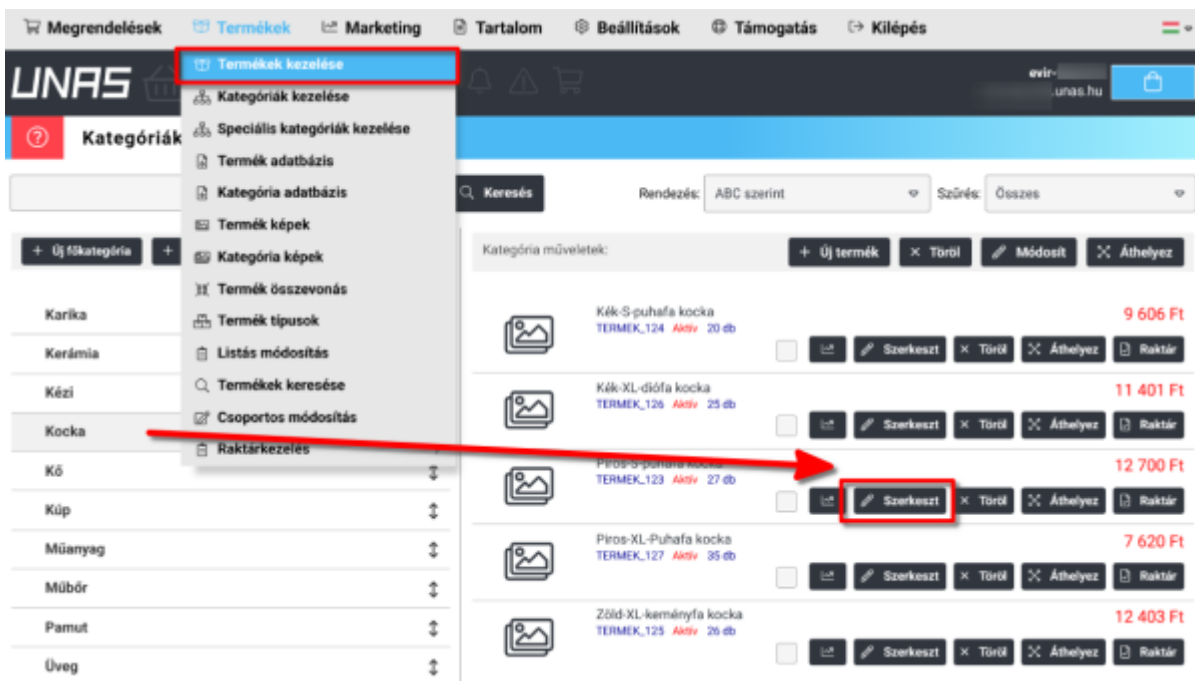 Megrendelések Termékek Marketing Tartalom Beállítások Támogatás Kilépés
UNAS
evir-
.unas.hu
Termékek kezelése
Kategóriák kezelése
Speciális kategóriák kezelése
Termék adatbázis
Kategória adatbázis
Termék képek
Kategória képek
Termék összevonás
Termék típusok
Listás módosítás
Termékek keresése
Csoportos módosítás
Raktárkezelés
? Kategóriák
Keresés Rendezés: ABC szerint Szűrés: Összes
+ Új főkategória +
Karika
Kerámia
Kézi
Kocka
Kő
Kúp
Műanyag
Műbőr
Pamut
Üveg
Kategória műveletek: + Új termék × Töröl Módosít Áthelyez
Kék-S-puhafa kocka 9 606 Ft
TERMEK_124 Aktív 20 db
Szerkeszt × Töröl Áthelyez Raktár
Kék-XL-diófa kocka 11 401 Ft
TERMEK_126 Aktív 25 db
Szerkeszt × Töröl Áthelyez Raktár
Piros-S-puhafa kocka 12 700 Ft
TERMEK_123 Aktív 27 db
Szerkeszt × Töröl Áthelyez Raktár
Piros-XL-Puhafa kocka 7 620 Ft
TERMEK_127 Aktív 35 db
Szerkeszt × Töröl Áthelyez Raktár
Zöld-XL-keményfa kocka 12 403 Ft
TERMEK_125 Aktív 26 db
Szerkeszt × Töröl Áthelyez Raktár